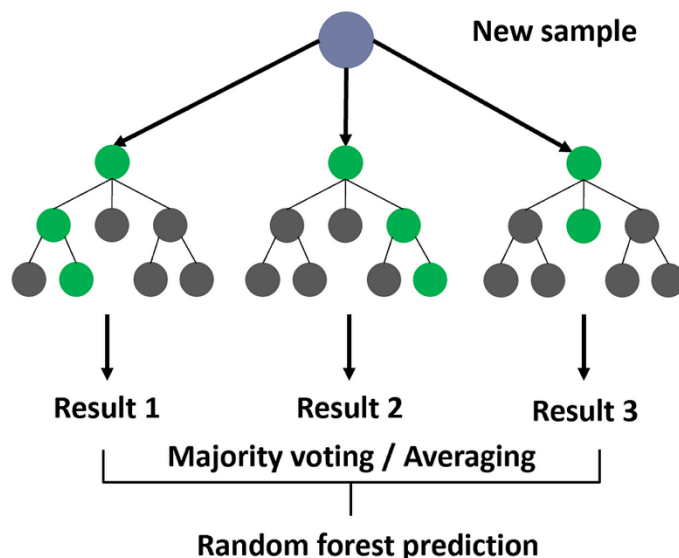 New sample
Result 1
Result 2
Result 3
Majority voting / Averaging
Random forest prediction